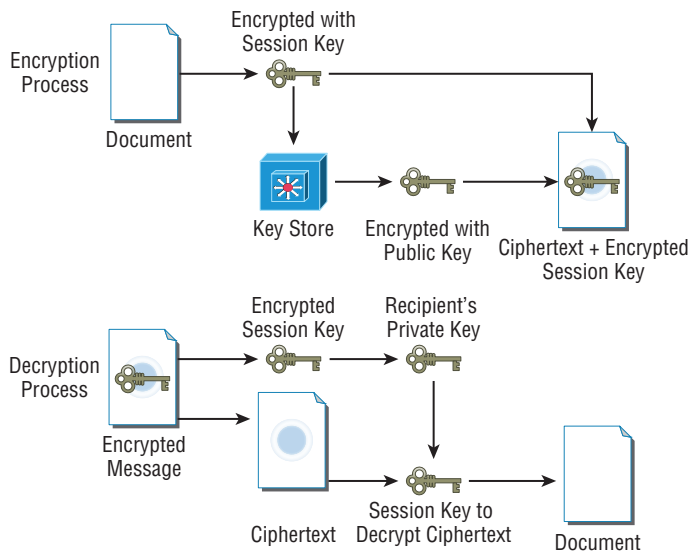 Encrypted with
Session Key
Encryption
Process
Document
Key Store
Encrypted with
Public Key
Ciphertext + Encrypted
Session Key
Encrypted
Session Key
Recipient's
Private Key
Decryption
Process
Encrypted
Message
Ciphertext
Session Key to
Decrypt Ciphertext
Document